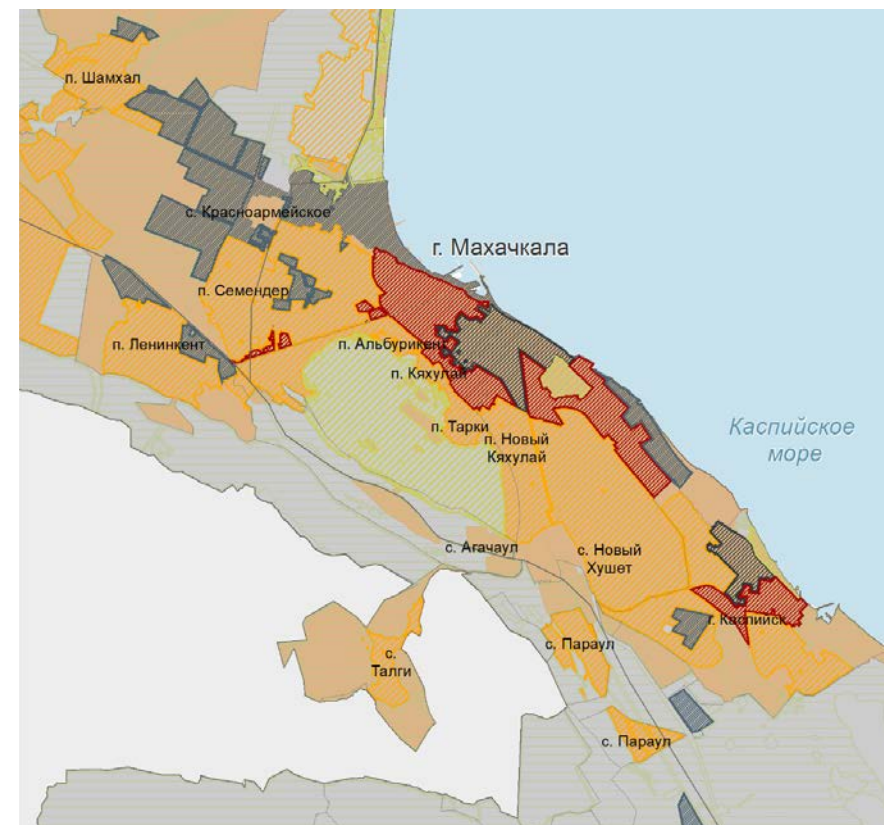 п. Шамхал
с. Красноармейское
г. Махачкала
п. Семендер
п. Ленинкент
п. Альбурикент
п. Кяхулай
п. Тарки
п. Новый
Кяхулай
Каспийское
море
с. Агачаул
с. Новый
Хушет
г. Каспийск
с. Параул
с.
Талги
с. Параул